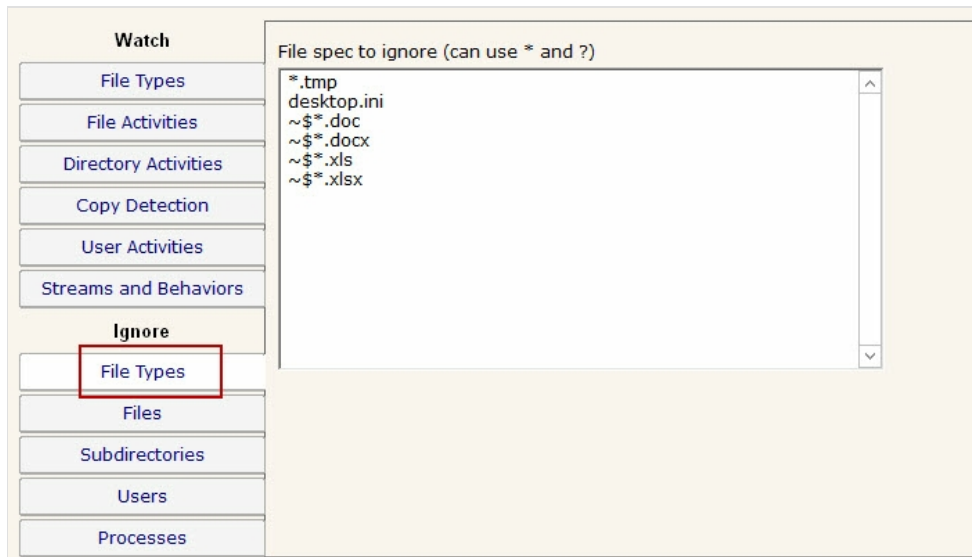 Watch
File Types
File Activities
Directory Activities
Copy Detection
User Activities
Streams and Behaviors
Ignore
File Types
Files
Subdirectories
Users
Processes
File spec to ignore (can use * and ?)
*.tmp
desktop.ini
~$*.doc
~$*.docx
~$*.xls
~$*.xlsx